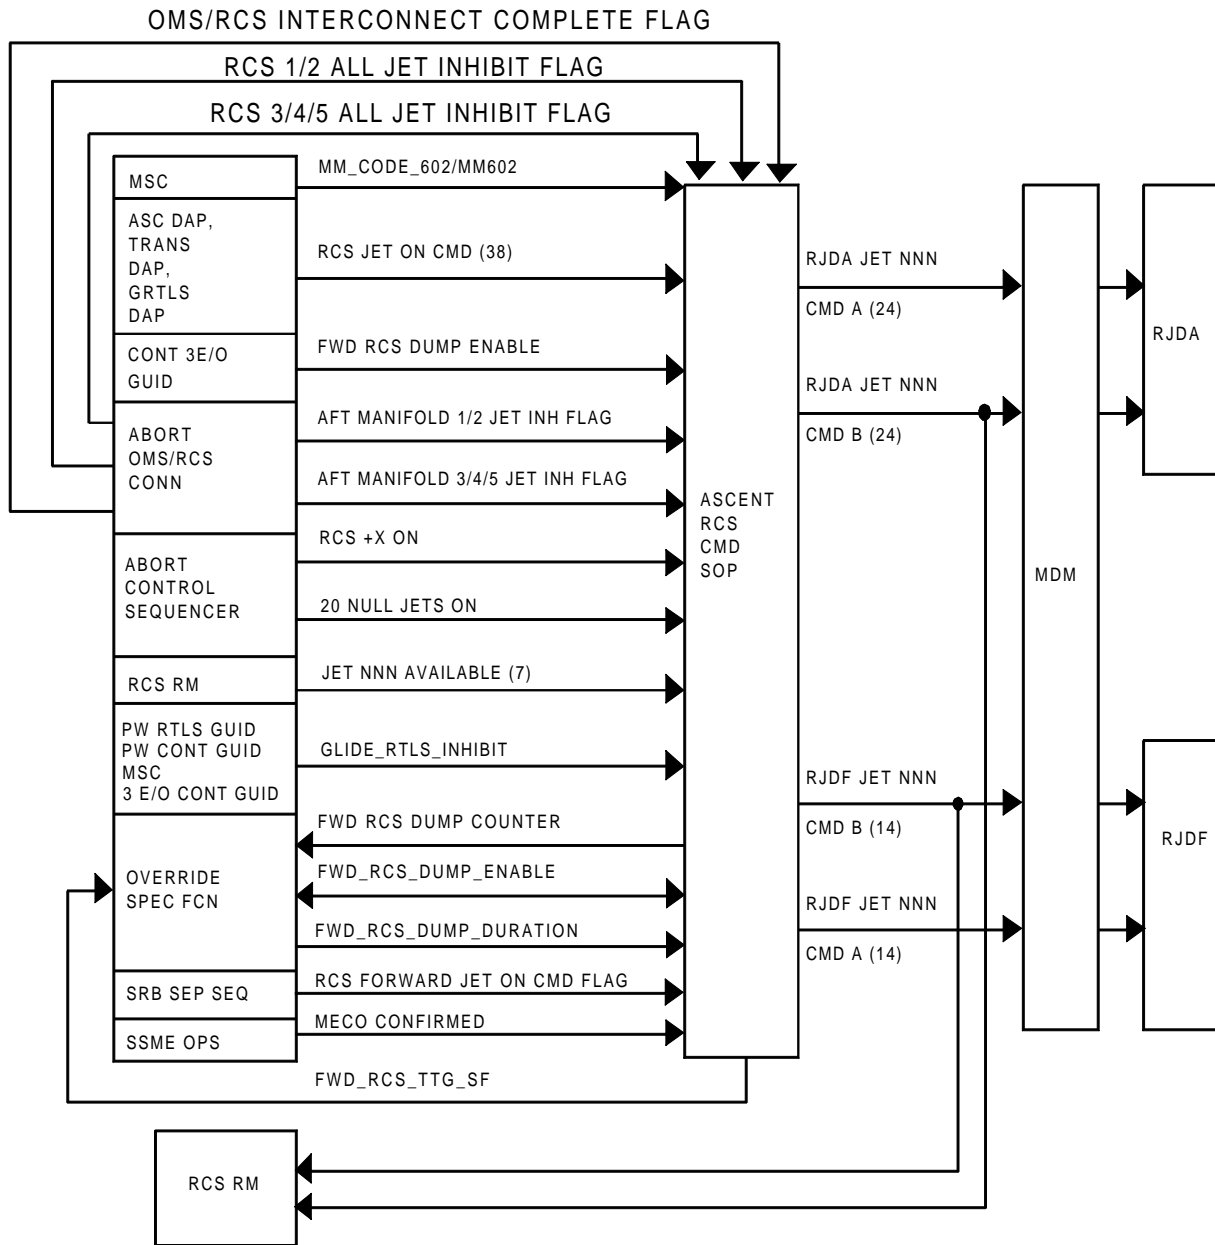 OMS/RCS INTERCONNECT COMPLETE FLAG
RCS 1/2 ALL JET INHIBIT FLAG
RCS 3/4/5 ALL JET INHIBIT FLAG
MSC
MM_CODE_602/MM602
ASC DAP,
TRANS
DAP,
GRTLS
DAP
RCS JET ON CMD (38)
CONT 3E/O
GUID
FWD RCS DUMP ENABLE
ABORT
OMS/RCS
CONN
AFT MANIFOLD 1/2 JET INH FLAG
AFT MANIFOLD 3/4/5 JET INH FLAG
ABORT
CONTROL
SEQUENCER
RCS +X ON
20 NULL JETS ON
RCS RM
JET NNN AVAILABLE (7)
PW RTLS GUID
PW CONT GUID
MSC
3 E/O CONT GUID
GLIDE_RTLS_INHIBIT
OVERRIDE
SPEC FCN
FWD RCS DUMP COUNTER
FWD_RCS_DUMP_ENABLE
FWD_RCS_DUMP_DURATION
SRB SEP SEQ
RCS FORWARD JET ON CMD FLAG
SSME OPS
MECO CONFIRMED
FWD_RCS_TTG_SF
RCS RM
ASCENT
RCS
CMD
SOP
RJDA JET NNN
CMD A (24)
RJDA JET NNN
CMD B (24)
RJDF JET NNN
CMD B (14)
RJDF JET NNN
CMD A (14)
MDM
RJDA
RJDF